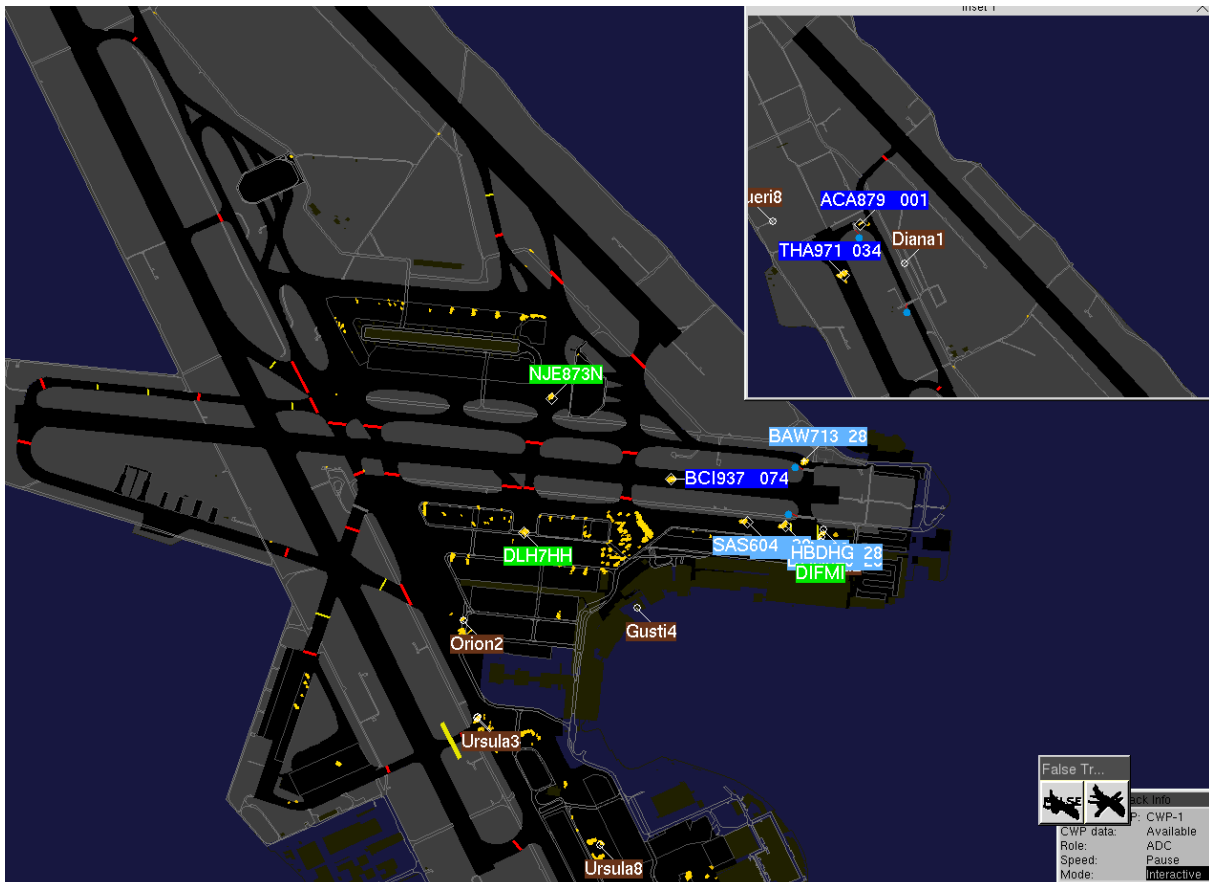 Inset 1
ACA879 001
ueri8
Diana1
THA971 034
NJE873N
BAW713 28
BCI937 074
SAS604
HBDHG 28
DLH7HH
DIFMI
Gusti4
Orion2
Ursula3
Ursula8
False Tr...
FALSE
ack Info
P: CWP-1
CWP data: Available
Role: ADC
Speed: Pause
Mode: Interactive